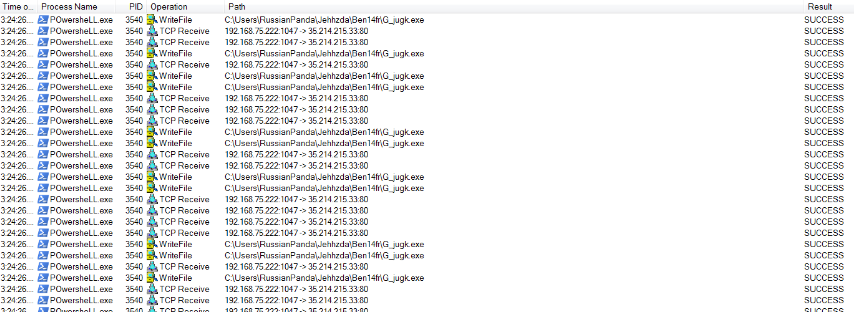 Time o... Process Name PID Operation Path Result
3:24:26... POwersheLL.exe 3540 WriteFile C:\Users\RussianPanda\Jehhzda\Ben14fr\G_jugk.exe SUCCESS
3:24:26... POwersheLL.exe 3540 TCP Receive 192.168.75.222:1047 -> 35.214.215.33:80 SUCCESS
3:24:26... POwersheLL.exe 3540 TCP Receive 192.168.75.222:1047 -> 35.214.215.33:80 SUCCESS
3:24:26... POwersheLL.exe 3540 WriteFile C:\Users\RussianPanda\Jehhzda\Ben14fr\G_jugk.exe SUCCESS
3:24:26... POwersheLL.exe 3540 TCP Receive 192.168.75.222:1047 -> 35.214.215.33:80 SUCCESS
3:24:26... POwersheLL.exe 3540 WriteFile C:\Users\RussianPanda\Jehhzda\Ben14fr\G_jugk.exe SUCCESS
3:24:26... POwersheLL.exe 3540 WriteFile C:\Users\RussianPanda\Jehhzda\Ben14fr\G_jugk.exe SUCCESS
3:24:26... POwersheLL.exe 3540 TCP Receive 192.168.75.222:1047 -> 35.214.215.33:80 SUCCESS
3:24:26... POwersheLL.exe 3540 TCP Receive 192.168.75.222:1047 -> 35.214.215.33:80 SUCCESS
3:24:26... POwersheLL.exe 3540 TCP Receive 192.168.75.222:1047 -> 35.214.215.33:80 SUCCESS
3:24:26... POwersheLL.exe 3540 WriteFile C:\Users\RussianPanda\Jehhzda\Ben14fr\G_jugk.exe SUCCESS
3:24:26... POwersheLL.exe 3540 WriteFile C:\Users\RussianPanda\Jehhzda\Ben14fr\G_jugk.exe SUCCESS
3:24:26... POwersheLL.exe 3540 TCP Receive 192.168.75.222:1047 -> 35.214.215.33:80 SUCCESS
3:24:26... POwersheLL.exe 3540 TCP Receive 192.168.75.222:1047 -> 35.214.215.33:80 SUCCESS
3:24:26... POwersheLL.exe 3540 WriteFile C:\Users\RussianPanda\Jehhzda\Ben14fr\G_jugk.exe SUCCESS
3:24:26... POwersheLL.exe 3540 WriteFile C:\Users\RussianPanda\Jehhzda\Ben14fr\G_jugk.exe SUCCESS
3:24:26... POwersheLL.exe 3540 TCP Receive 192.168.75.222:1047 -> 35.214.215.33:80 SUCCESS
3:24:26... POwersheLL.exe 3540 TCP Receive 192.168.75.222:1047 -> 35.214.215.33:80 SUCCESS
3:24:26... POwersheLL.exe 3540 TCP Receive 192.168.75.222:1047 -> 35.214.215.33:80 SUCCESS
3:24:26... POwersheLL.exe 3540 TCP Receive 192.168.75.222:1047 -> 35.214.215.33:80 SUCCESS
3:24:26... POwersheLL.exe 3540 WriteFile C:\Users\RussianPanda\Jehhzda\Ben14fr\G_jugk.exe SUCCESS
3:24:26... POwersheLL.exe 3540 WriteFile C:\Users\RussianPanda\Jehhzda\Ben14fr\G_jugk.exe SUCCESS
3:24:26... POwersheLL.exe 3540 TCP Receive 192.168.75.222:1047 -> 35.214.215.33:80 SUCCESS
3:24:26... POwersheLL.exe 3540 WriteFile C:\Users\RussianPanda\Jehhzda\Ben14fr\G_jugk.exe SUCCESS
3:24:26... POwersheLL.exe 3540 TCP Receive 192.168.75.222:1047 -> 35.214.215.33:80 SUCCESS
3:24:26... POwersheLL.exe 3540 TCP Receive 192.168.75.222:1047 -> 35.214.215.33:80 SUCCESS
3:24:26... POwersheLL.exe 3540 TCP Receive 192.168.75.222:1047 -> 35.214.215.33:80 SUCCESS